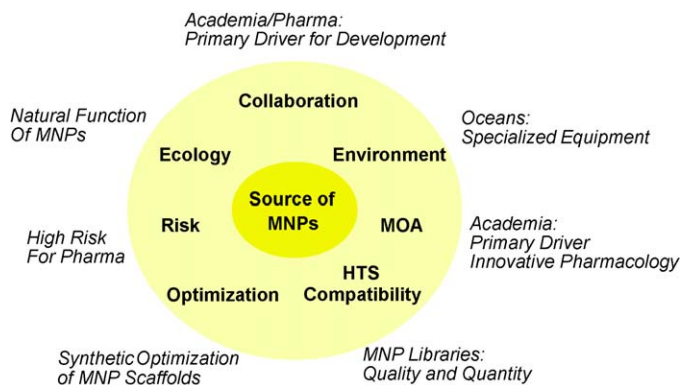 Academia/Pharma:
Primary Driver for Development
Collaboration
Natural Function
Of MNPs
Oceans:
Specialized Equipment
Ecology
Environment
Source of
MNPs
Risk
MOA
High Risk
For Pharma
Academia:
Primary Driver
Innovative Pharmacology
Optimization
HTS
Compatibility
Synthetic Optimization
of MNP Scaffolds
MNP Libraries:
Quality and Quantity